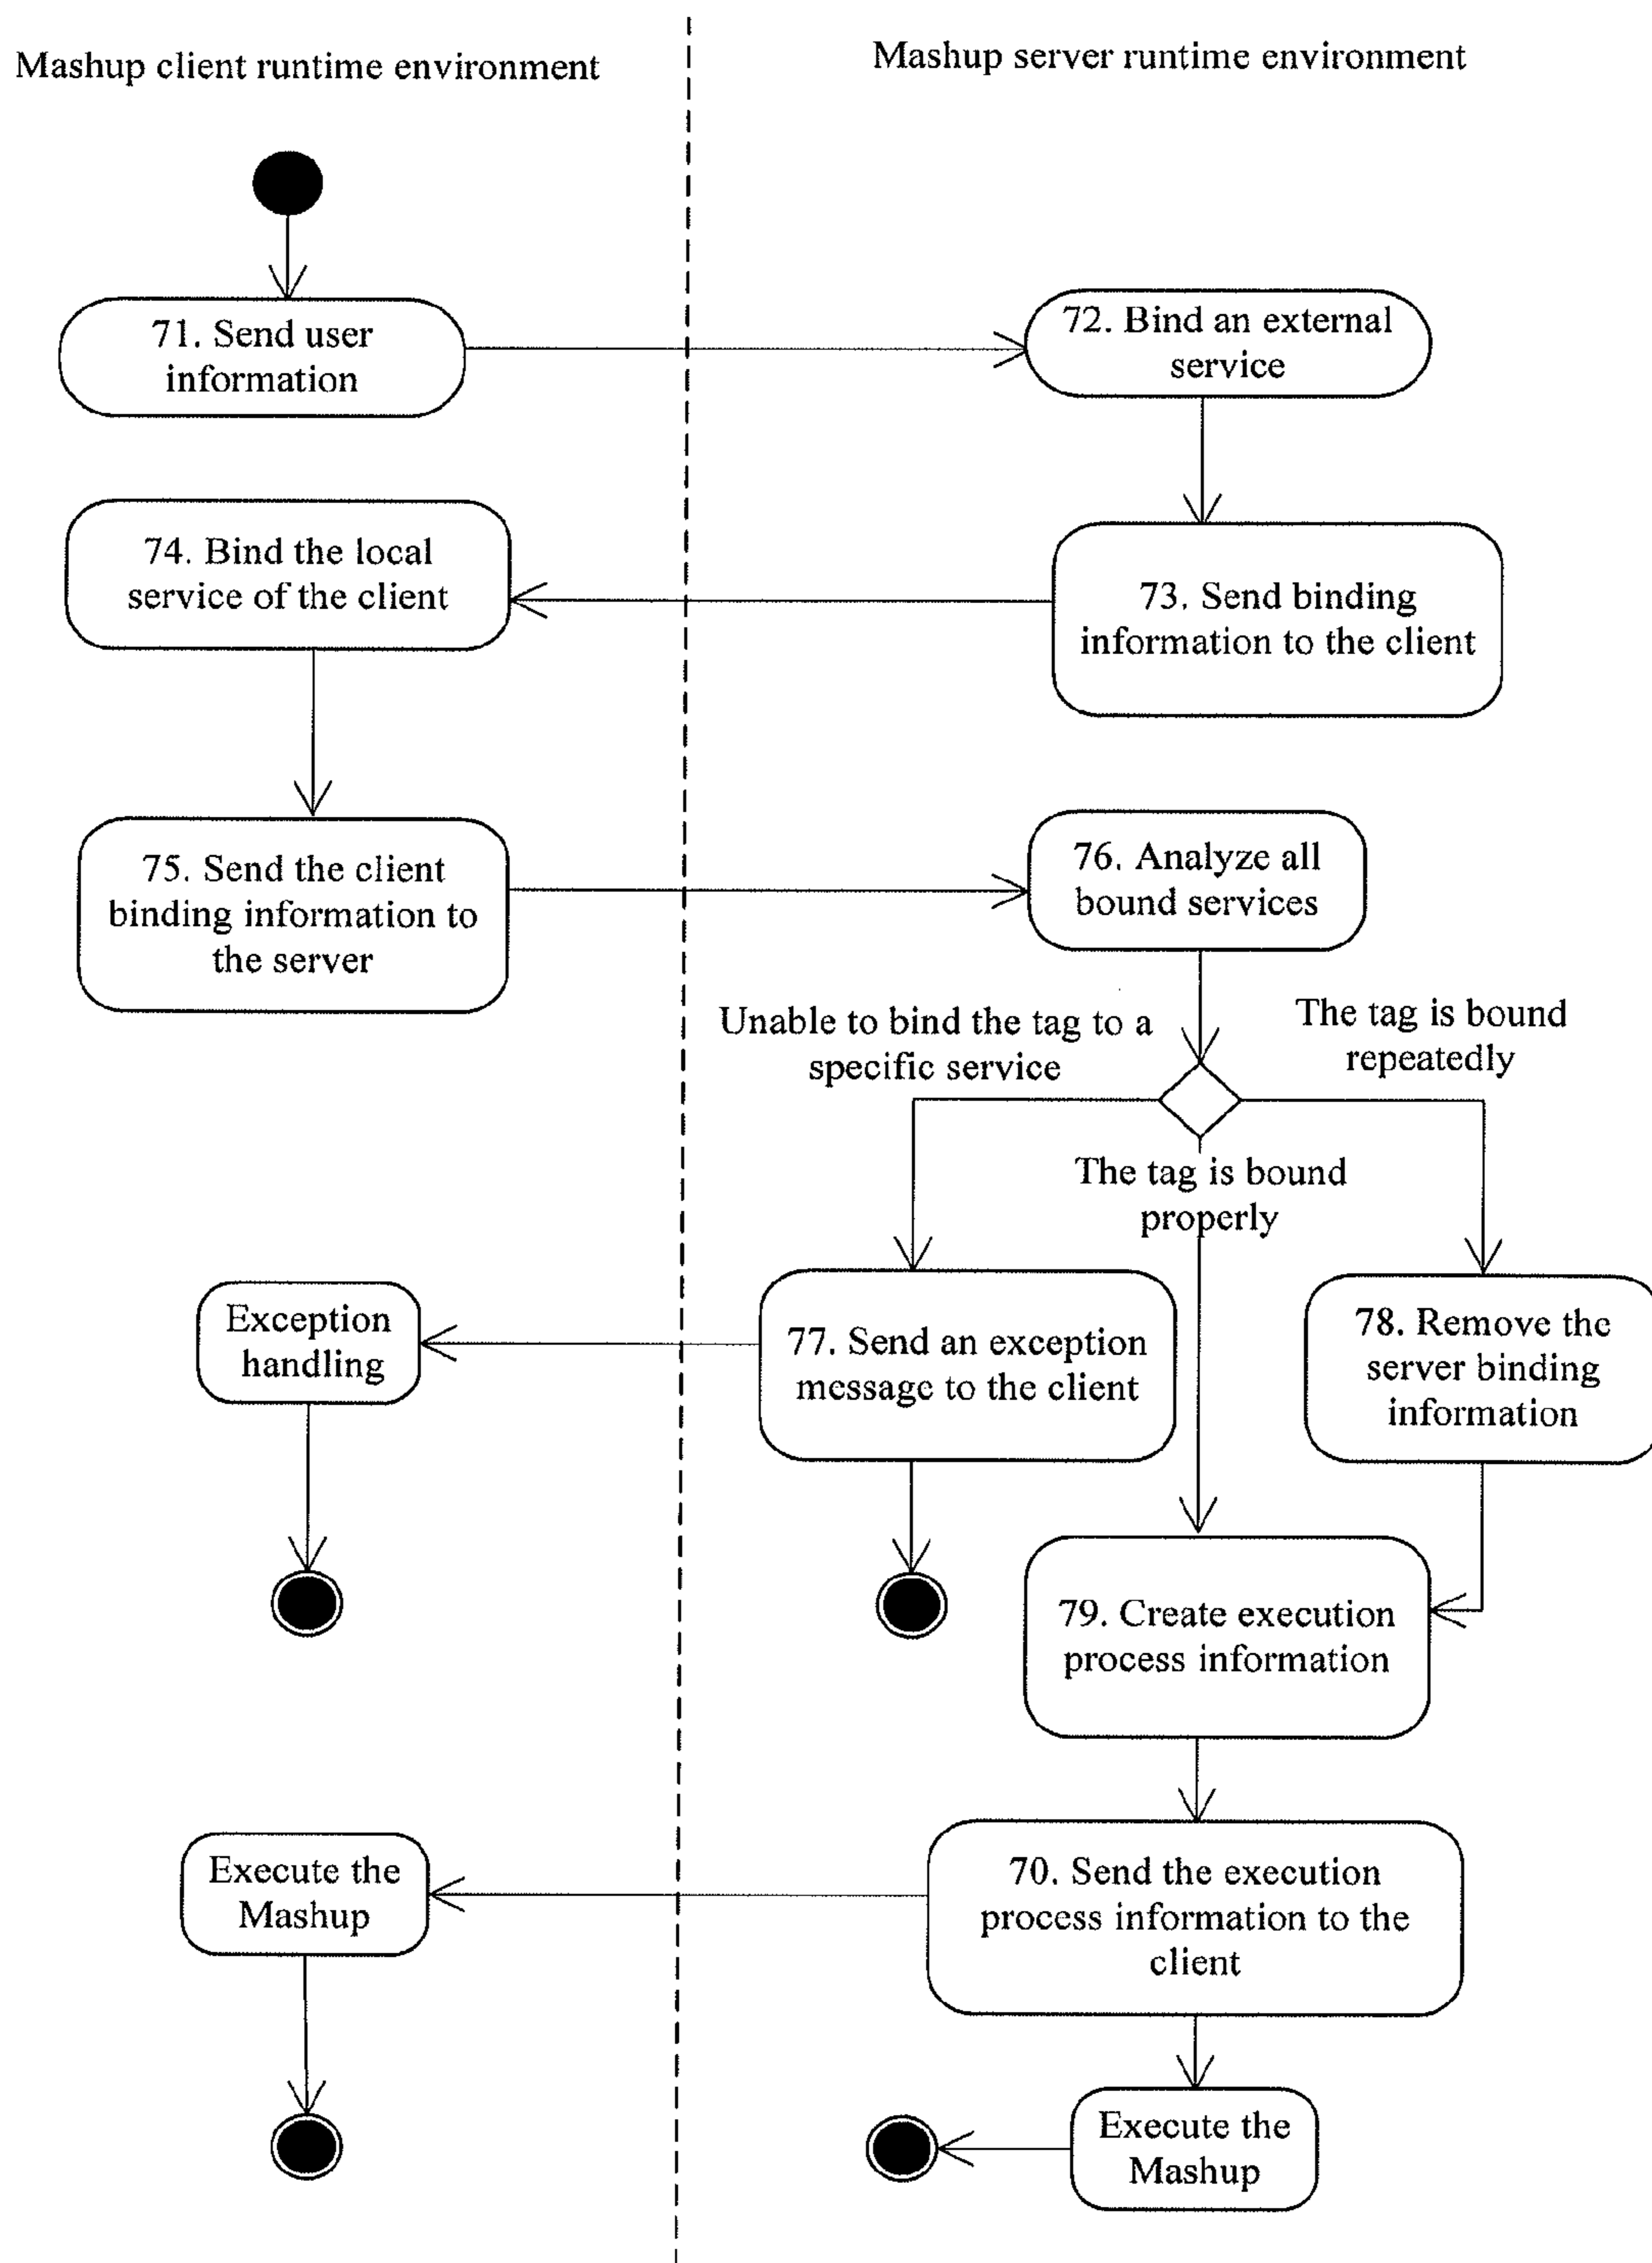 Mashup client runtime environment
Mashup server runtime environment
71. Send user
information
72. Bind an external
service
74. Bind the local
service of the client
73. Send binding
information to the client
75. Send the client
binding information to
the server
76. Analyze all
bound services
Unable to bind the tag to a
specific service
The tag is bound
repeatedly
The tag is bound
properly
Exception
handling
77. Send an exception
message to the client
78. Remove the
server binding
information
79. Create execution
process information
Execute the
Mashup
70. Send the execution
process information to the
client
Execute the
Mashup